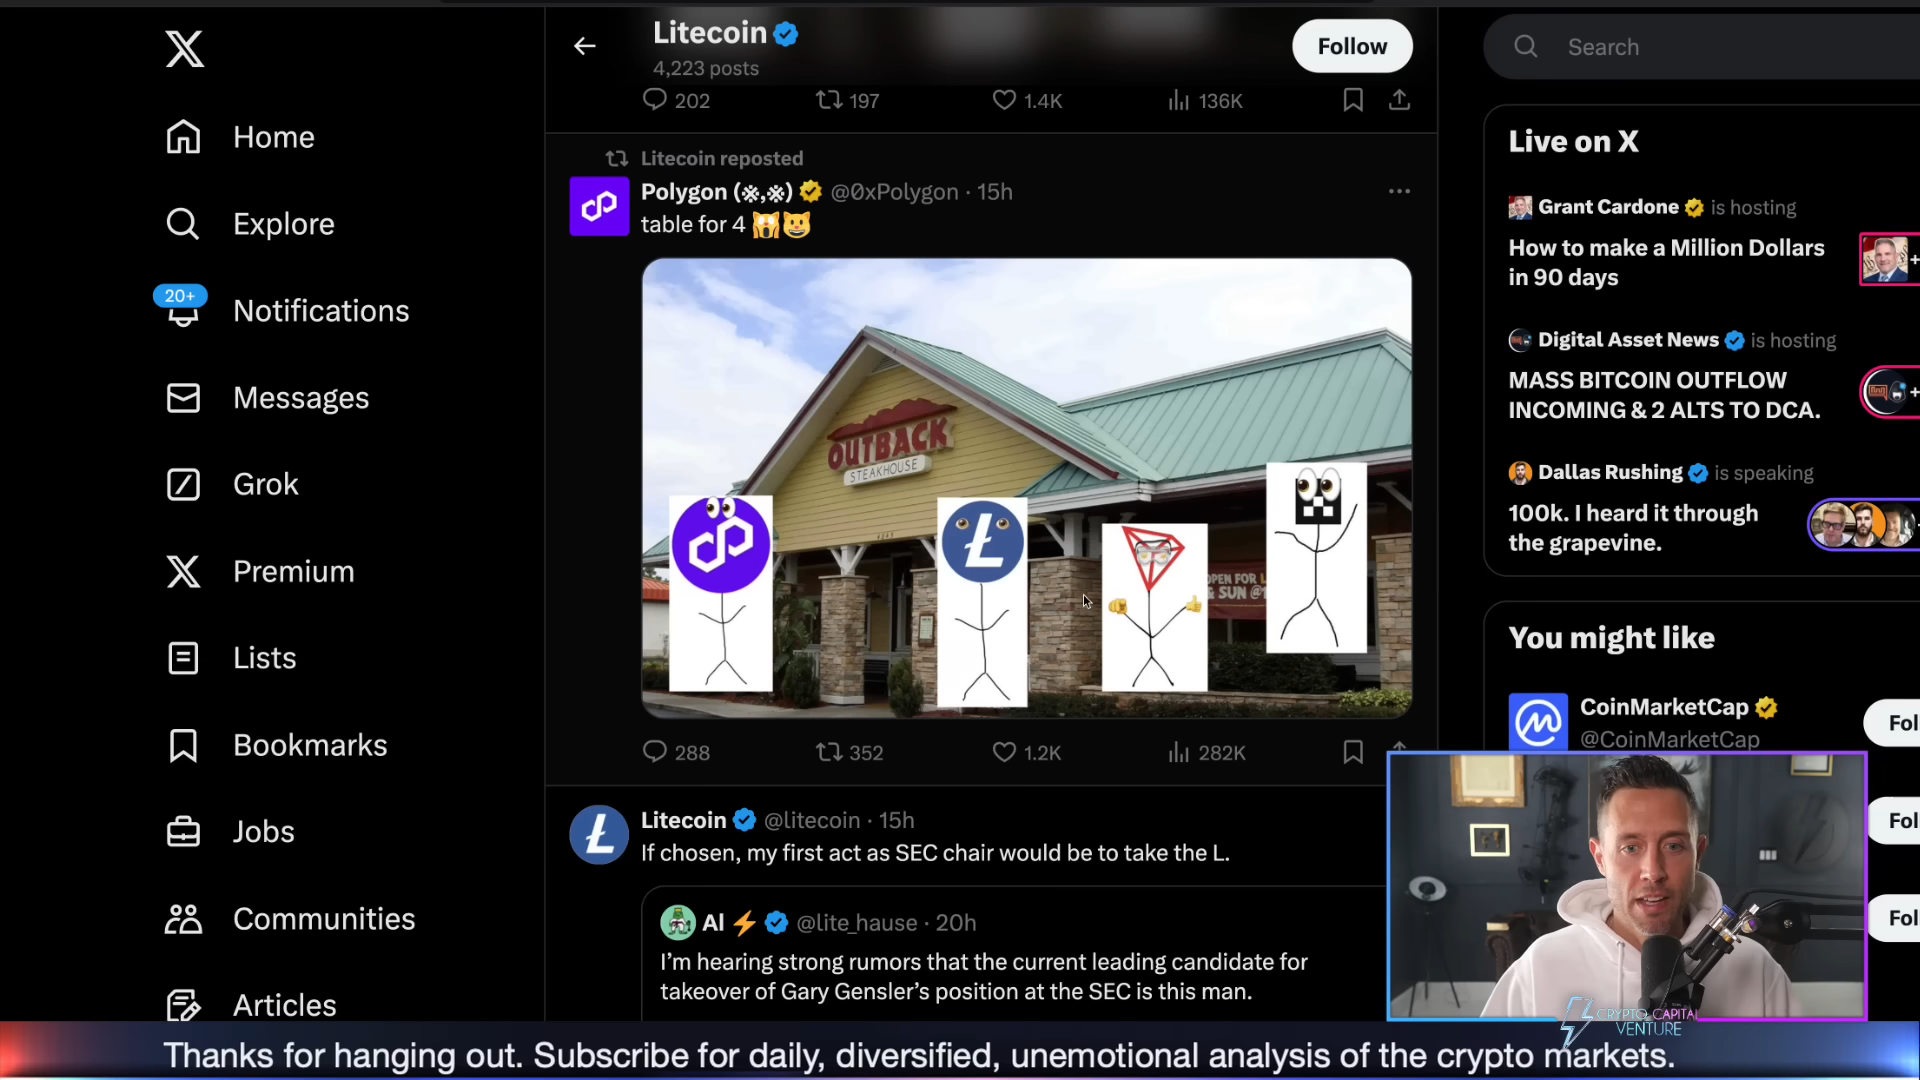 Litecoin
4,223 posts
Follow
Search
202
197
1.4K
136K
Home
Explore
20+
Notifications
Messages
Grok
Premium
Lists
Bookmarks
Jobs
Communities
Articles
Litecoin reposted
Polygon (※,※) @0xPolygon · 15h
table for 4 🙀😺
OUTBACK
STEAKHOUSE
OPEN FOR
& SUN @1
288
352
1.2K
282K
Litecoin @litecoin · 15h
If chosen, my first act as SEC chair would be to take the L.
Al ⚡ @lite_hause · 20h
I'm hearing strong rumors that the current leading candidate for
takeover of Gary Gensler's position at the SEC is this man.
Live on X
Grant Cardone is hosting
How to make a Million Dollars
in 90 days
Digital Asset News is hosting
MASS BITCOIN OUTFLOW
INCOMING & 2 ALTS TO DCA.
Dallas Rushing is speaking
100k. I heard it through
the grapevine.
You might like
CoinMarketCap
@CoinMarketCap
Fol
Fol
Fol
CRYPTO CAPITAL
VENTURE
Thanks for hanging out. Subscribe for daily, diversified, unemotional analysis of the crypto markets.